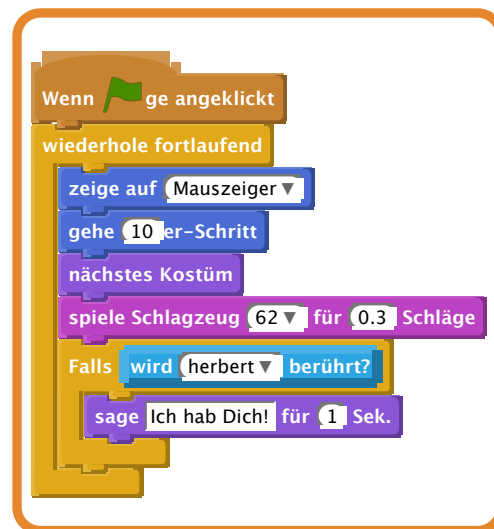 Wenn ge angeklickt
wiederhole fortlaufend
zeige auf Mauszeiger
gehe 10 er-Schritt
nächstes Kostüm
spiele Schlagzeug 62 für 0.3 Schläge
Falls wird herbert berührt?
sage Ich hab Dich! für 1 Sek.